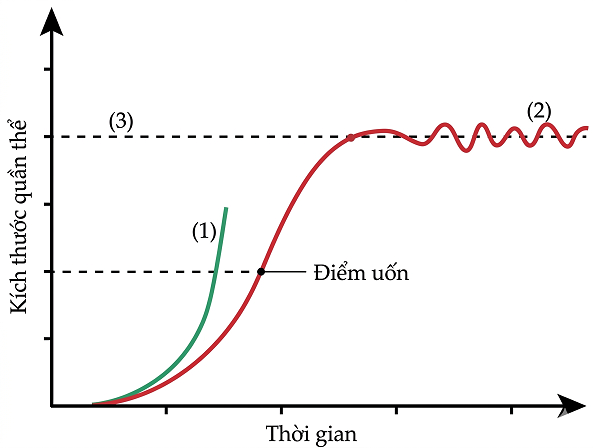 (3)
(2)
(1)
Điểm uốn
Kích thước quần thể
Thời gian